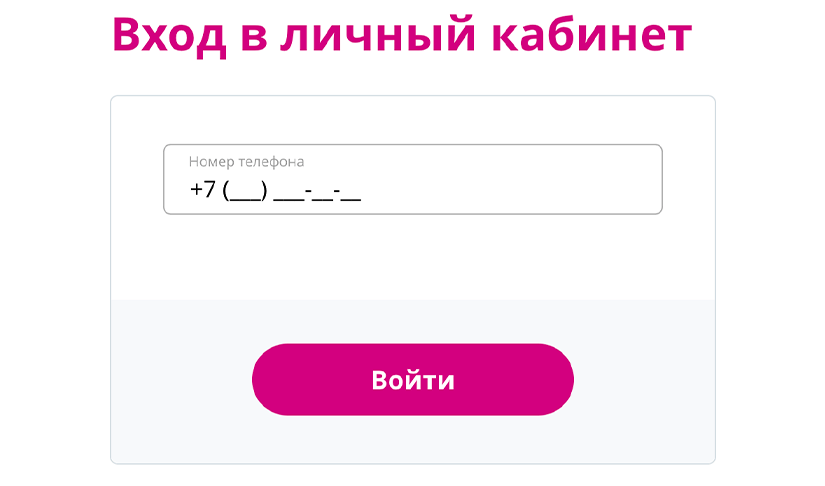 Вход в личный кабинет
Номер телефона
+7 (___) ___-__-__
Войти